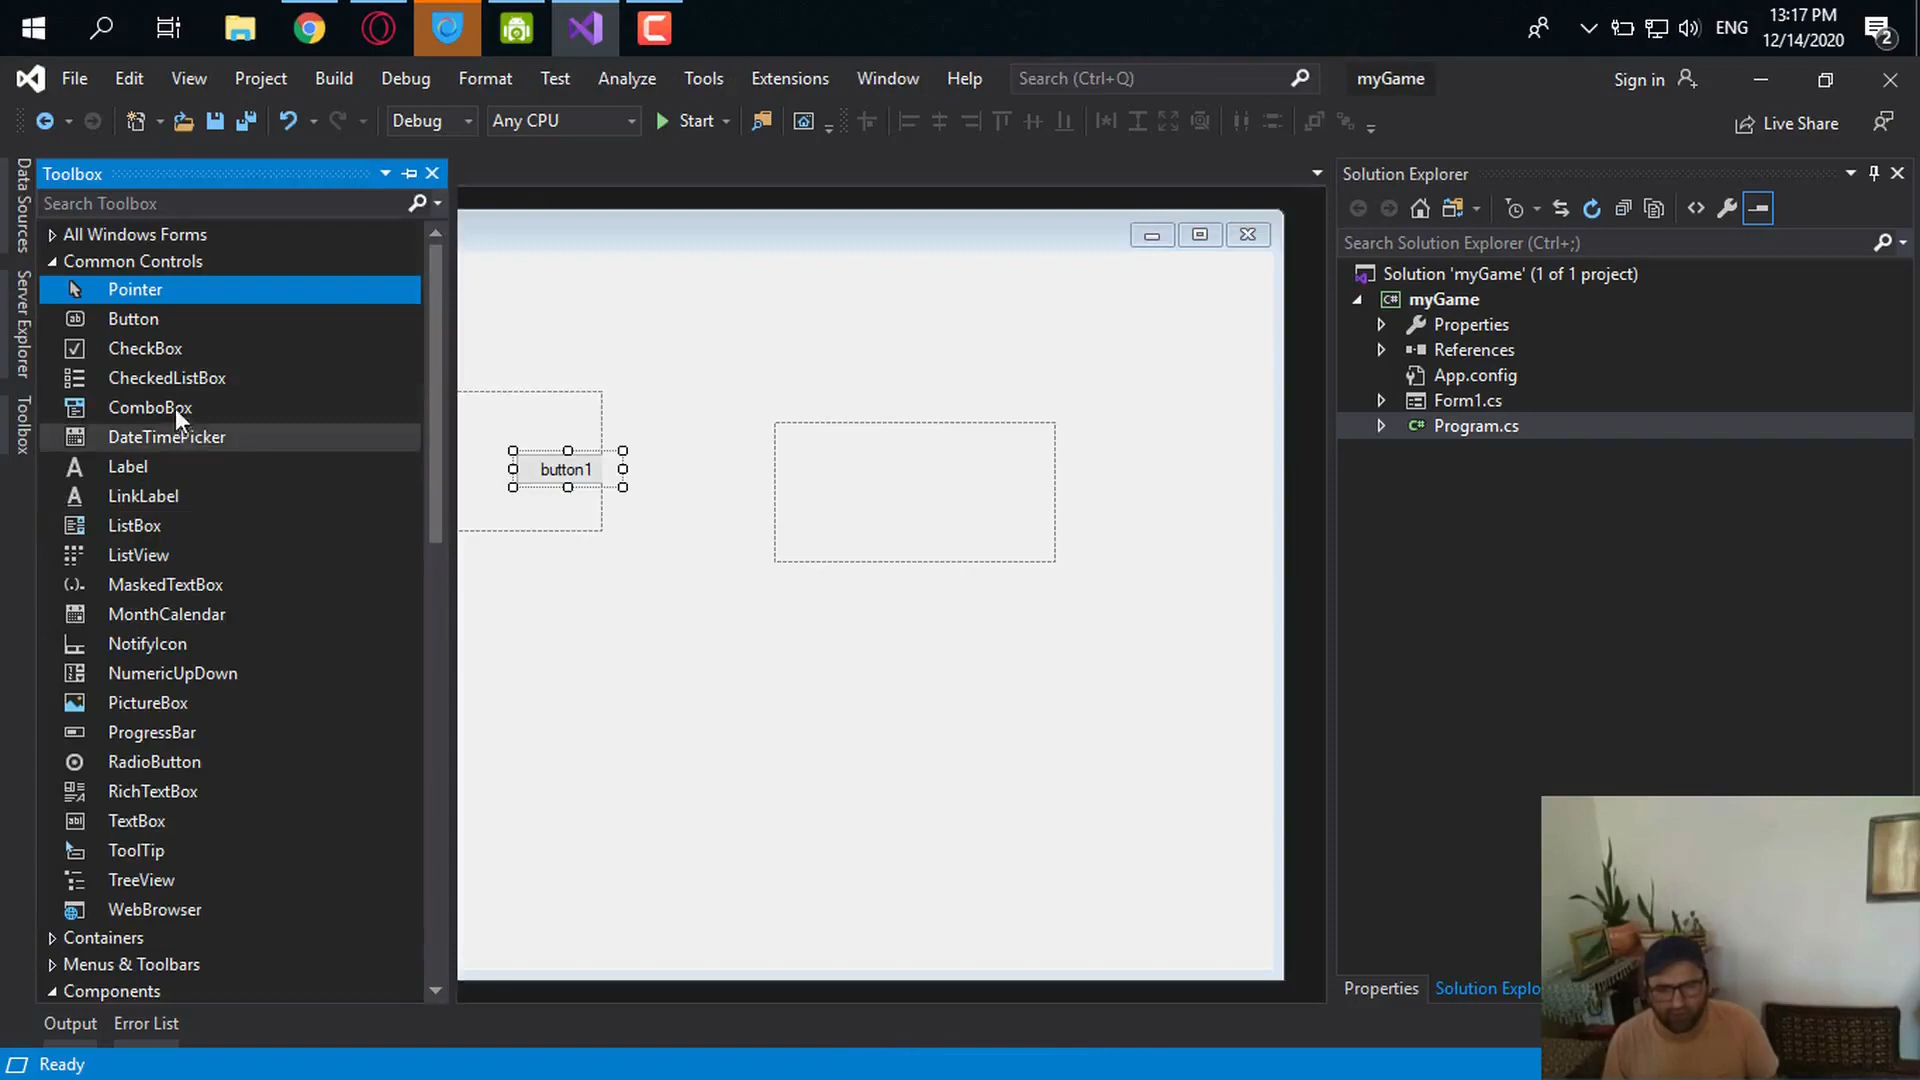 ENG
13:17 PM
12/14/2020
2
File Edit View Project Build Debug Format Test Analyze Tools Extensions Window Help
Search (Ctrl+Q)
myGame
Sign in
Debug
Any CPU
Start
Live Share
Data Sources
Server Explorer
Toolbox
Toolbox
Search Toolbox
All Windows Forms
Common Controls
Pointer
Button
CheckBox
CheckedListBox
ComboBox
DateTimePicker
Label
LinkLabel
ListBox
ListView
MaskedTextBox
MonthCalendar
NotifyIcon
NumericUpDown
PictureBox
ProgressBar
RadioButton
RichTextBox
TextBox
ToolTip
TreeView
WebBrowser
Containers
Menus & Toolbars
Components
button1
Solution Explorer
Search Solution Explorer (Ctrl+;)
Solution 'myGame' (1 of 1 project)
C# myGame
Properties
References
App.config
Form1.cs
C# Program.cs
Properties
Solution Explo
Output
Error List
Ready